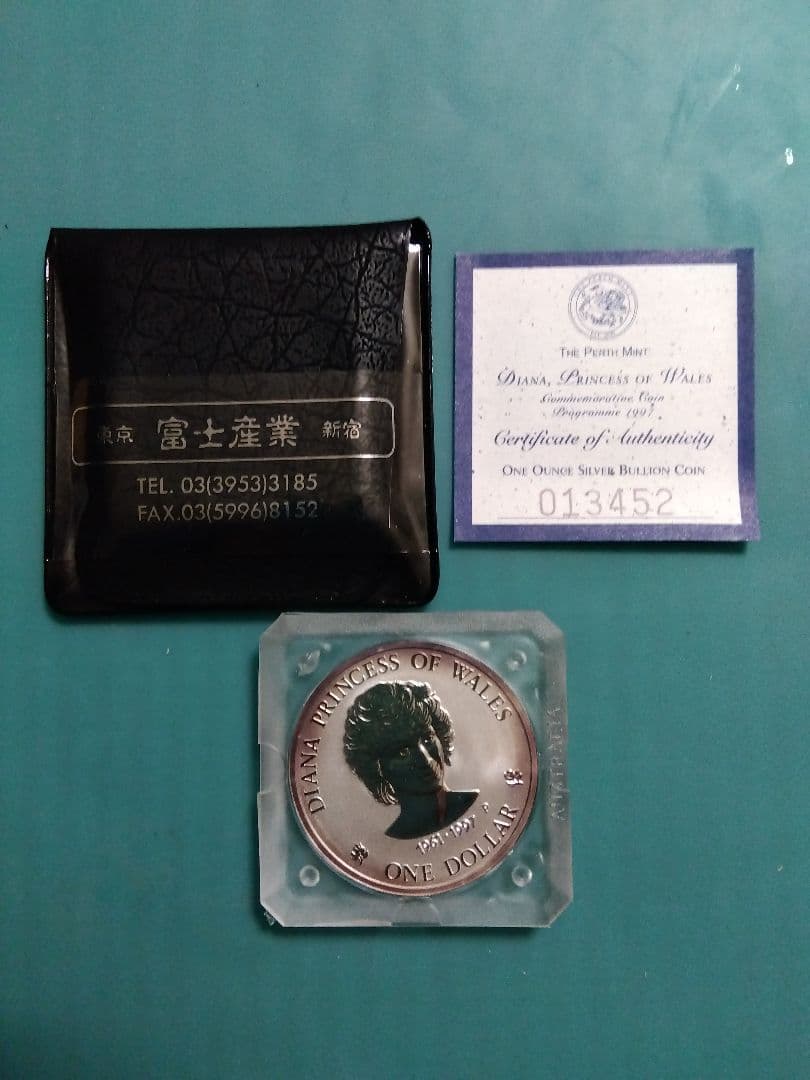 東京 富士産業 新宿
TEL. 03(3953)3185
FAX.03(5996)8152
THE PERTH MINT
DIANA, PRINCESS OF WALES
Commemorative Coin
Programme 1997
Certificate of Authenticity
ONE OUNCE SILVER BULLION COIN
013452
DIANA PRINCESS OF WALES
1961-1997 P
ONE DOLLAR
AUSTRALIA